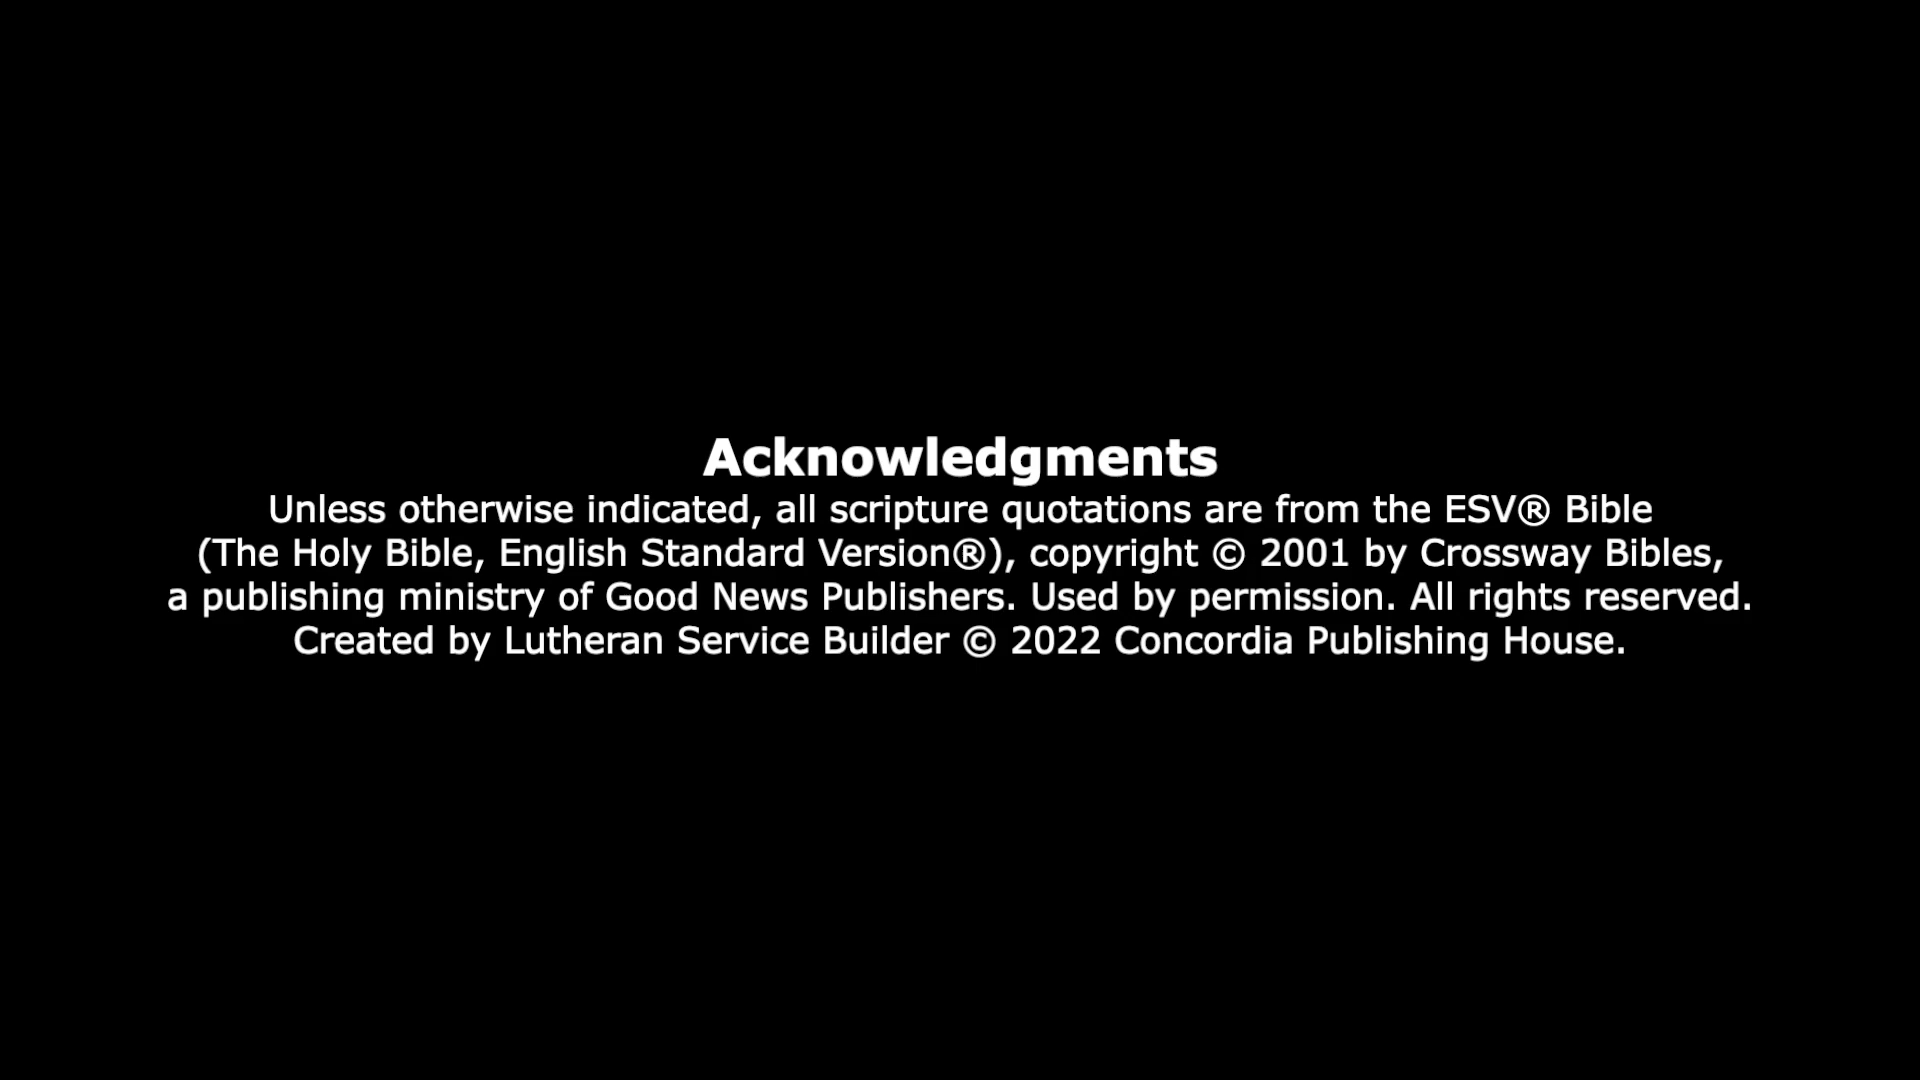 Acknowledgments
Unless otherwise indicated, all scripture quotations are from the ESV® Bible
(The Holy Bible, English Standard Version®), copyright © 2001 by Crossway Bibles,
a publishing ministry of Good News Publishers. Used by permission. All rights reserved.
Created by Lutheran Service Builder © 2022 Concordia Publishing House.